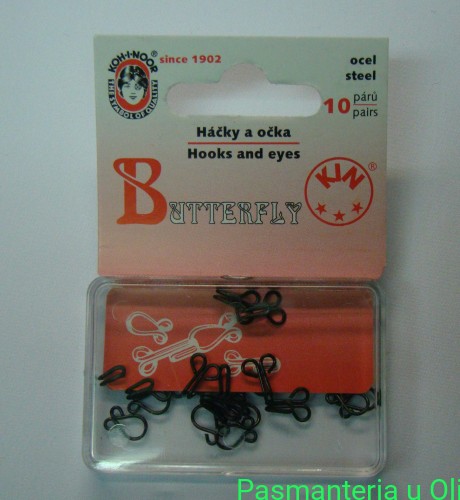 KOH-I-NOOR ®
THE SYMBOL OF QUALITY
since 1902
ocel
steel
10 párů
pairs
Háčky a očka
Hooks and eyes
BUTTERFLY
KIN ®
Pasmanteria u Oli